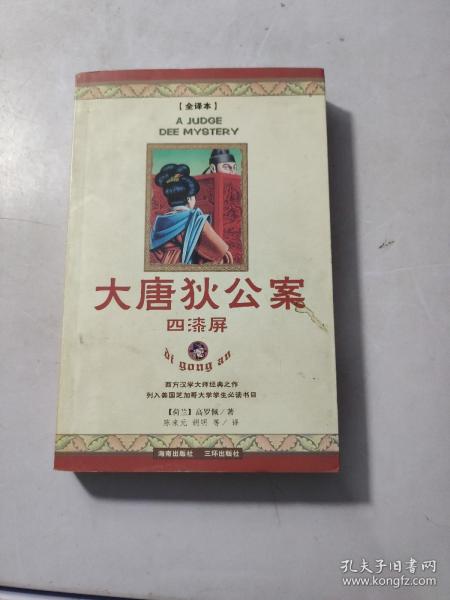 【全译本】
A JUDGE
DEE MYSTERY
大唐狄公案
四漆屏
di gong an
西方汉学大师经典之作
列入美国芝加哥大学学生必读书目
【荷兰】高罗佩／著
陈来元 胡明 等／译
海南出版社 三环出版社
孔夫子旧书网
www.kongfz.com